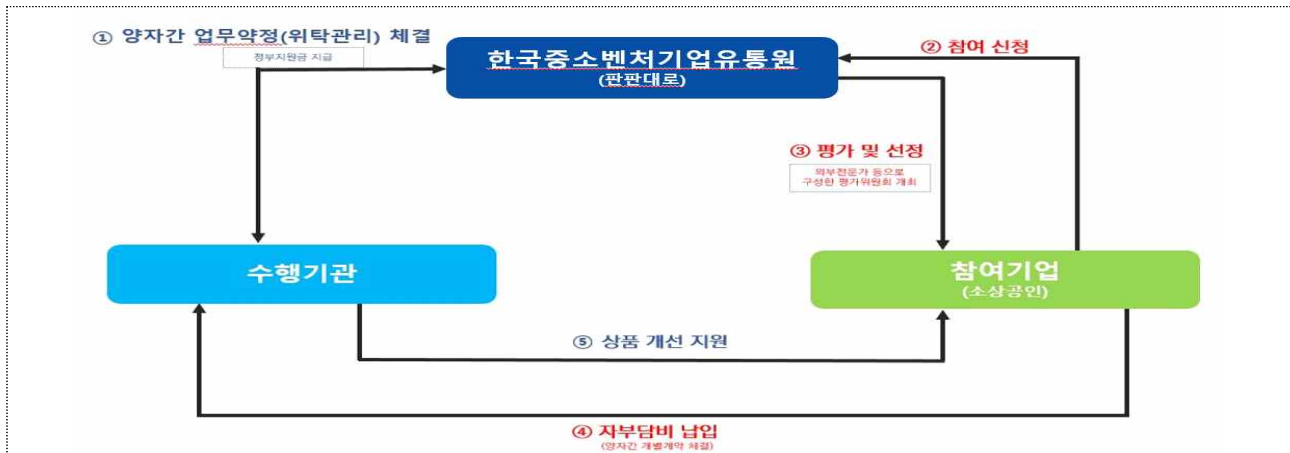 ① 양자간 업무약정(위탁관리) 체결
정부지원금 지급
한국중소벤처기업유통원
(판판대로)
② 참여 신청
③ 평가 및 선정
외부전문가 등으로
구성한 평가위원회 개최
수행기관
참여기업
(소상공인)
⑤ 상품 개선 지원
④ 자부담비 납입
(양자간 개별계약 체결)